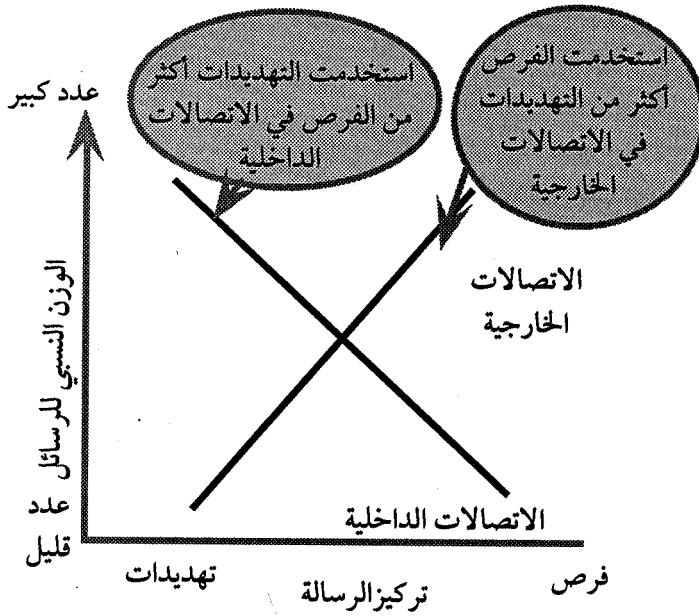 استخدمت الفرص
أكثر من التهديدات
في الاتصالات
الخارجية
استخدمت التهديدات أكثر
من الفرص في الاتصالات
الداخلية
عدد كبير
الوزن النسبي للرسائل
الاتصالات
الخارجية
عدد
قليل
الاتصالات الداخلية
تهديدات
تركيزالرسالة
فرص